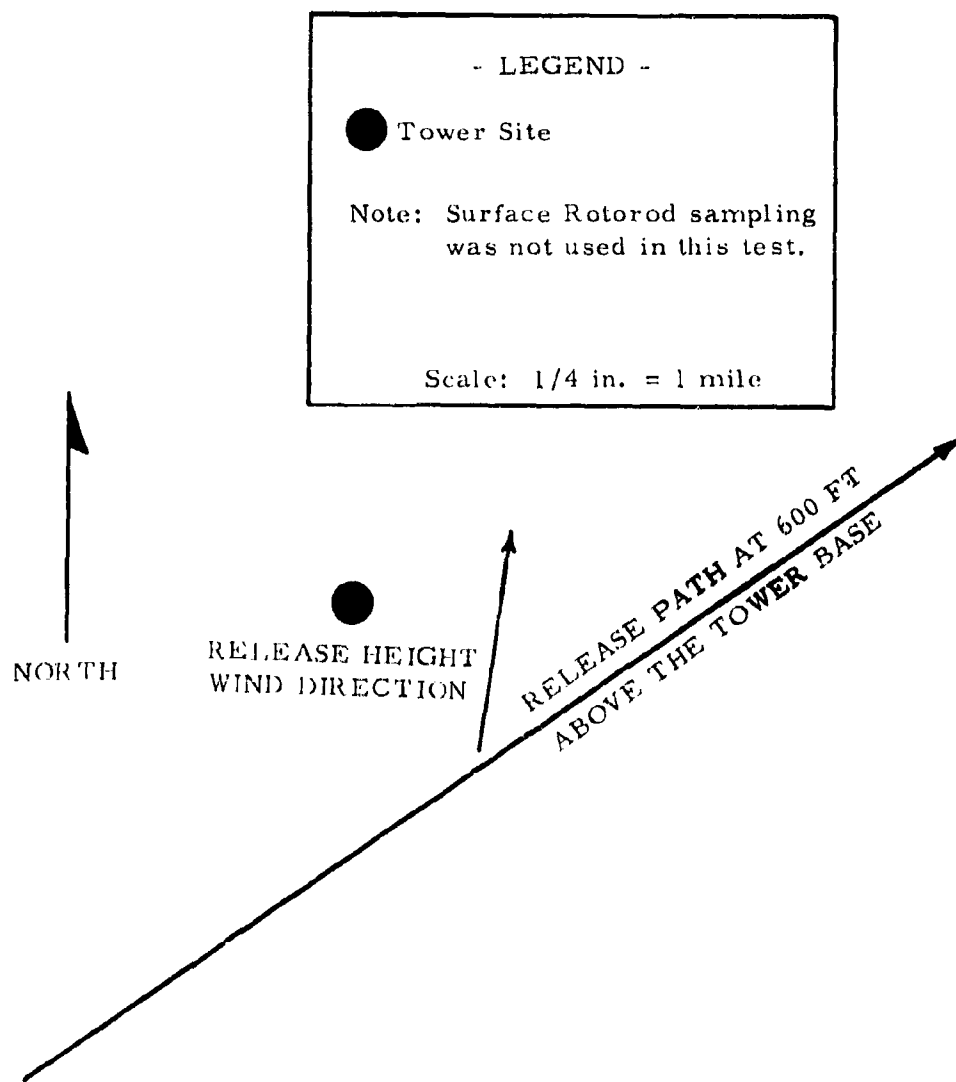 - LEGEND -
Tower Site
Note: Surface Rotorod sampling
was not used in this test.
Scale: 1/4 in. = 1 mile
NORTH
RELEASE HEIGHT
WIND DIRECTION
RELEASE PATH AT 600 FT
ABOVE THE TOWER BASE